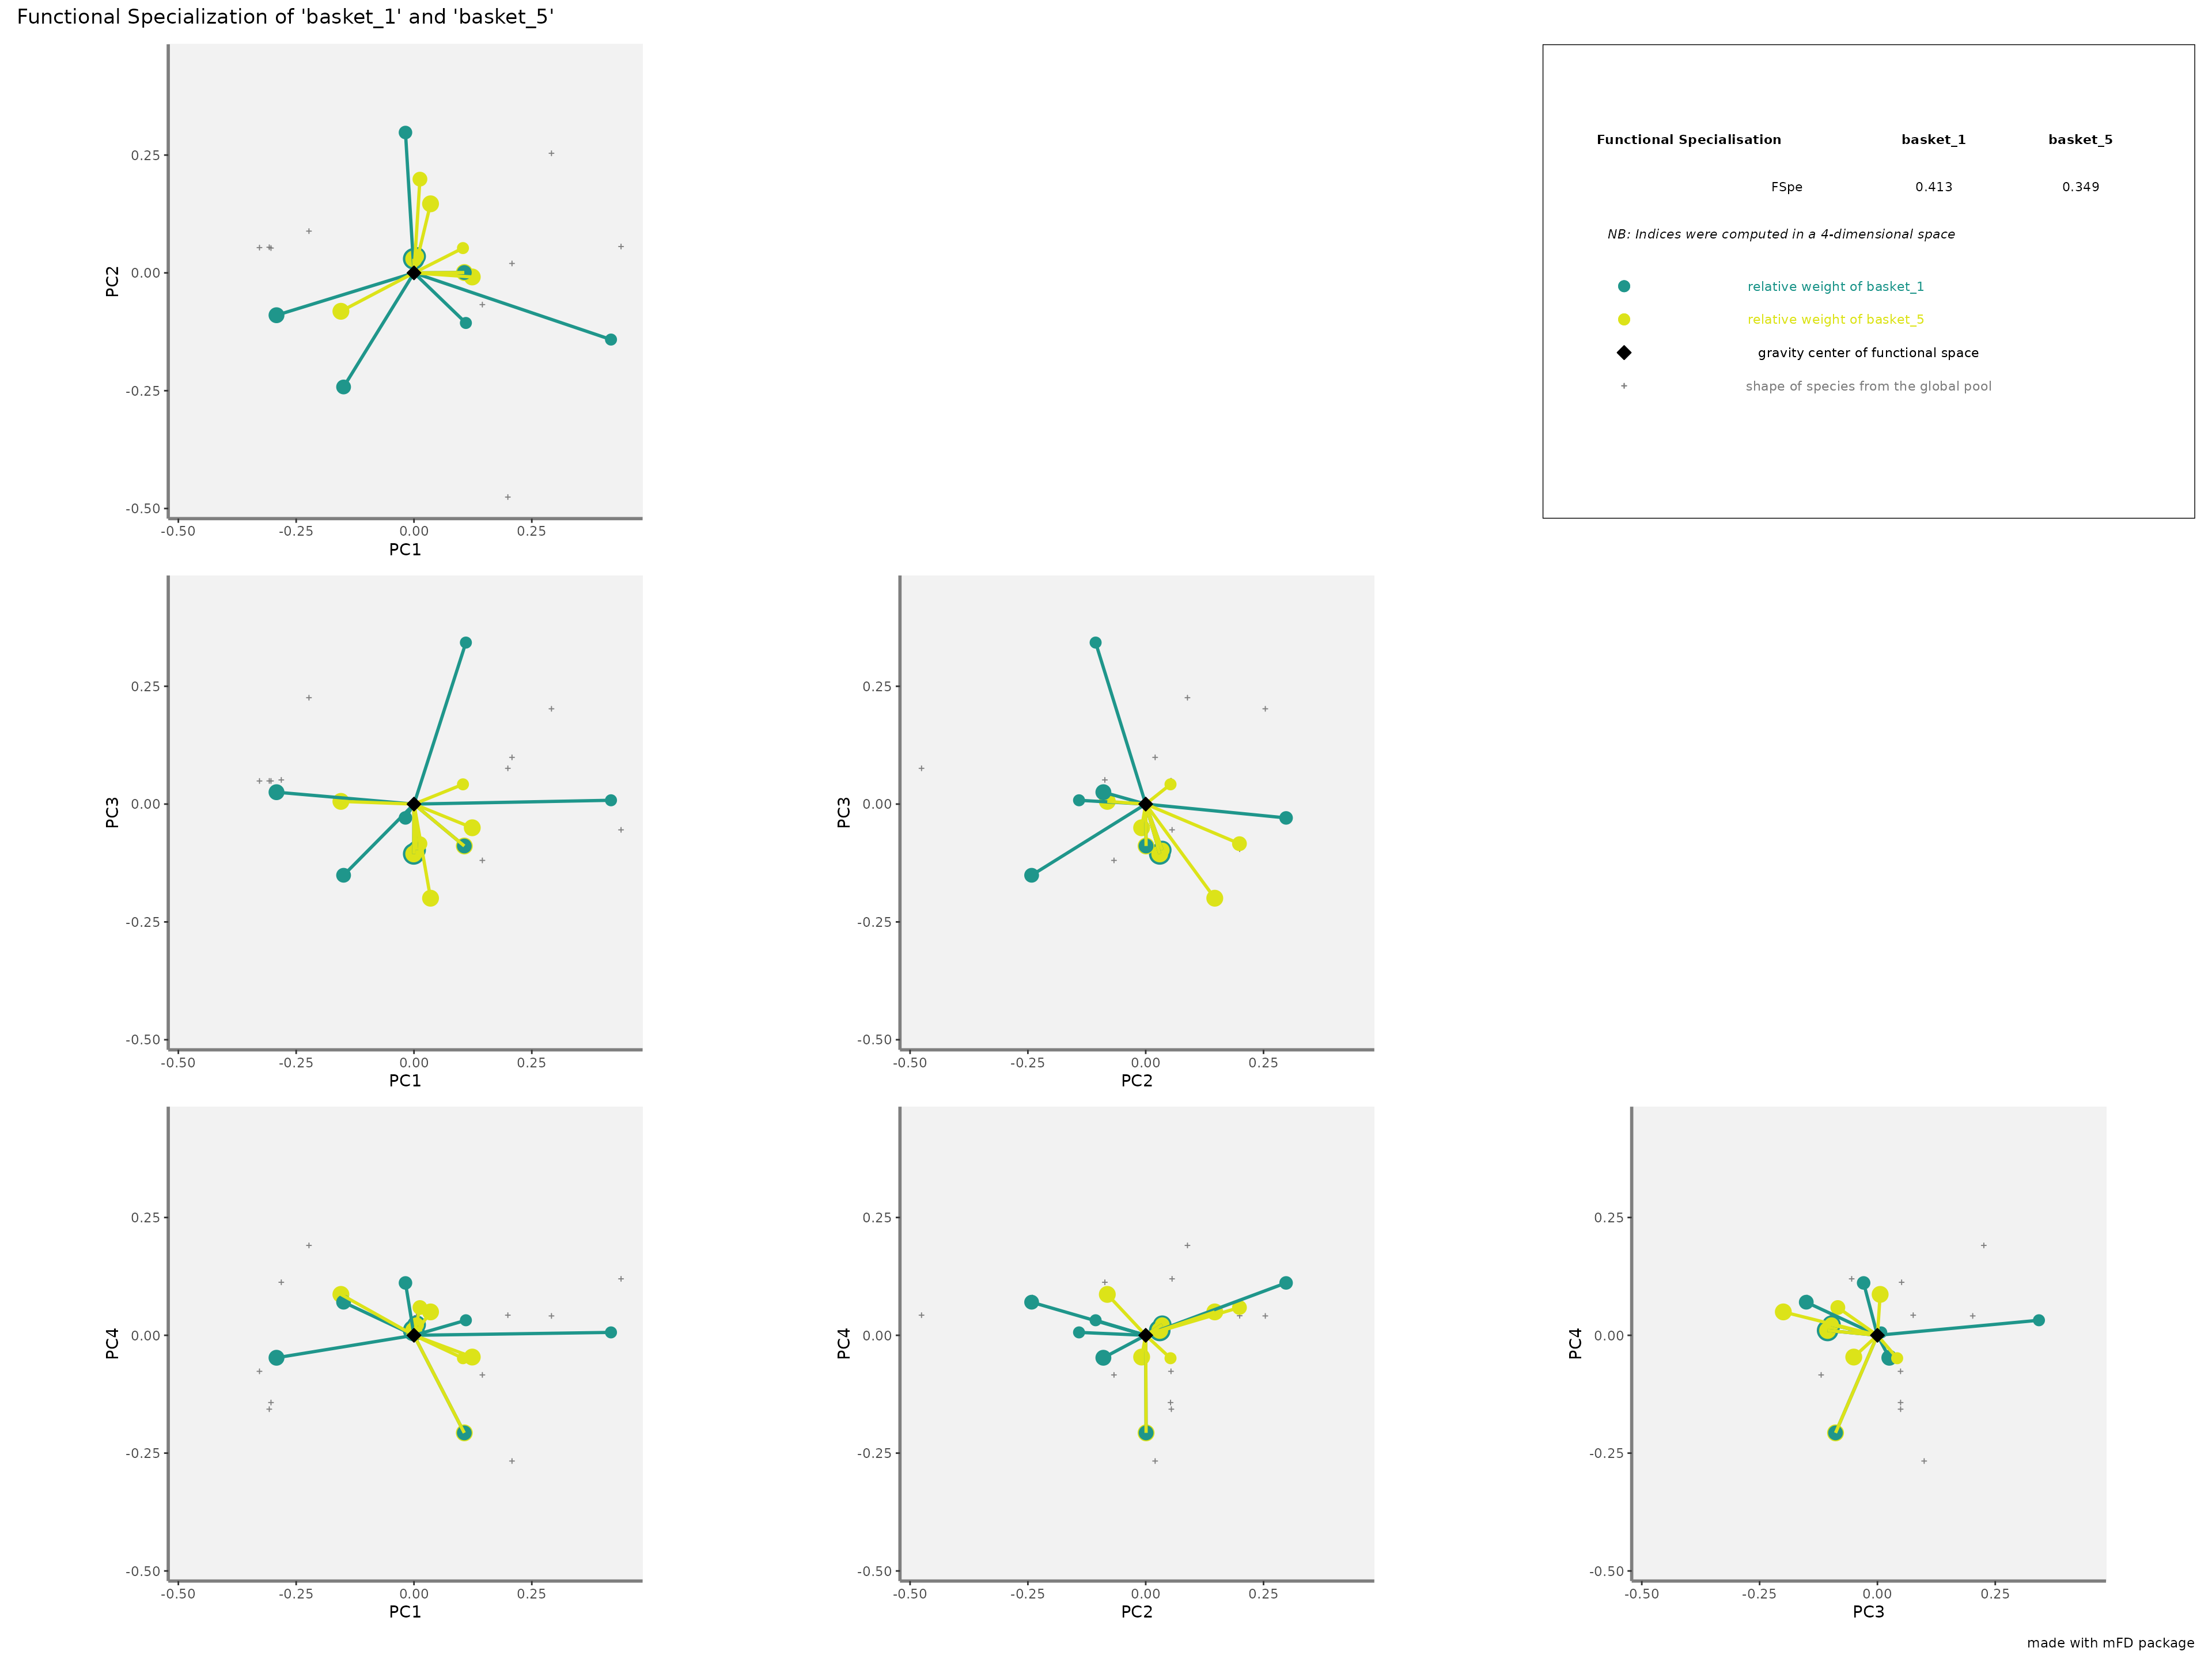 Functional Specialization of 'basket_1' and 'basket_5'
0.25
0.00
-0.25
-0.50
PC2
-0.50 -0.25 0.00 0.25
PC1
Functional Specialisation basket_1 basket_5
FSpe 0.413 0.349
NB: Indices were computed in a 4-dimensional space
relative weight of basket_1
relative weight of basket_5
gravity center of functional space
shape of species from the global pool
0.25
0.00
-0.25
-0.50
PC3
-0.50 -0.25 0.00 0.25
PC1
0.25
0.00
-0.25
-0.50
PC3
-0.50 -0.25 0.00 0.25
PC2
0.25
0.00
-0.25
-0.50
PC4
-0.50 -0.25 0.00 0.25
PC1
0.25
0.00
-0.25
-0.50
PC4
-0.50 -0.25 0.00 0.25
PC2
0.25
0.00
-0.25
-0.50
PC4
-0.50 -0.25 0.00 0.25
PC3
made with mFD package